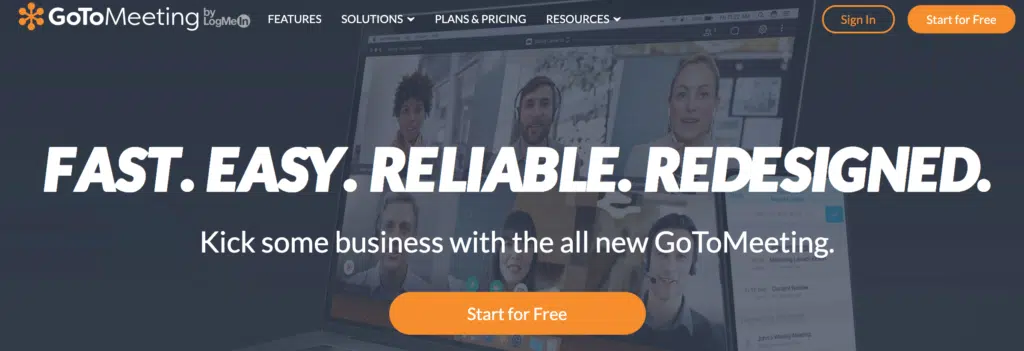 GoToMeeting by LogMeIn
FEATURES
SOLUTIONS
PLANS & PRICING
RESOURCES
Sign In
Start for Free
FAST. EASY. RELIABLE. REDESIGNED.
Kick some business with the all new GoToMeeting.
Start for Free